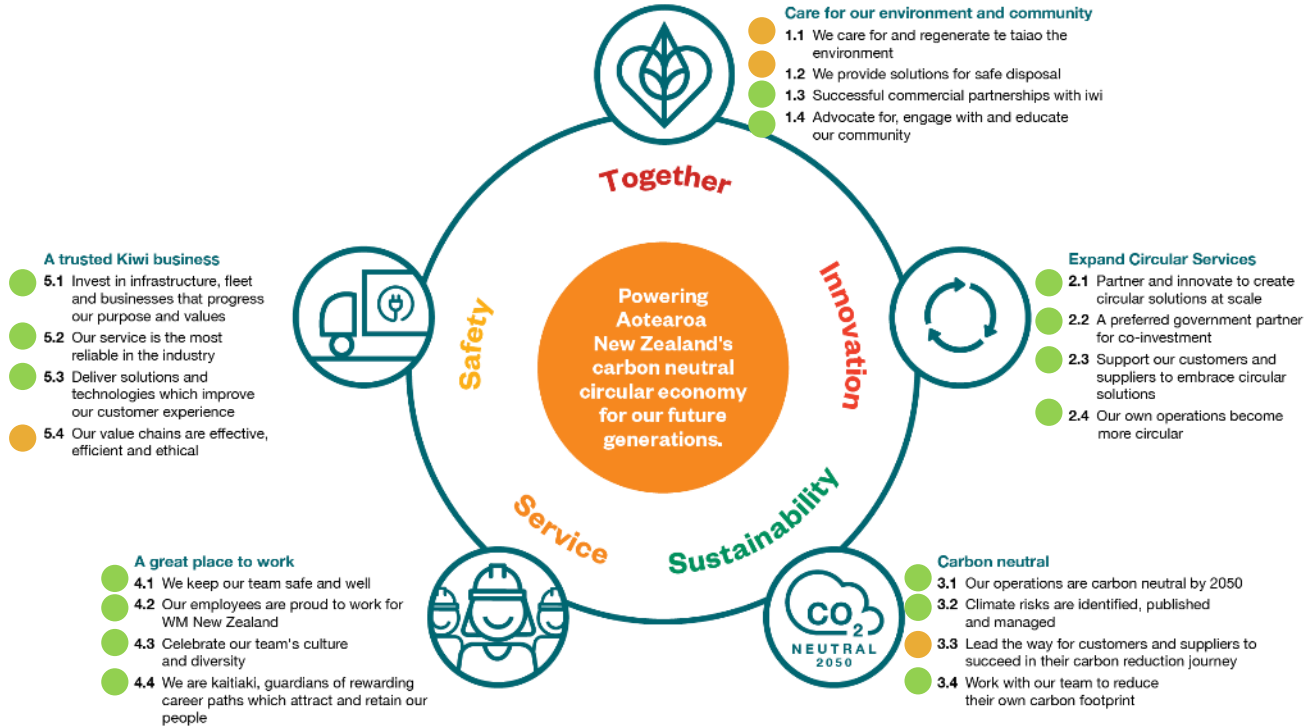 Care for our environment and community
1.1 We care for and regenerate te taiao the
environment
1.2 We provide solutions for safe disposal
1.3 Successful commercial partnerships with iwi
1.4 Advocate for, engage with and educate
our community
Together
A trusted Kiwi business
5.1 Invest in infrastructure, fleet
and businesses that progress
our purpose and values
5.2 Our service is the most
reliable in the industry
5.3 Deliver solutions and
technologies which improve
our customer experience
5.4 Our value chains are effective,
efficient and ethical
Safety
Powering
Aotearoa
New Zealand's
carbon neutral
circular economy
for our future
generations.
Innovation
Expand Circular Services
2.1 Partner and innovate to create
circular solutions at scale
2.2 A preferred government partner
for co-investment
2.3 Support our customers and
suppliers to embrace circular
solutions
2.4 Our own operations become
more circular
Service
Sustainability
A great place to work
4.1 We keep our team safe and well
4.2 Our employees are proud to work for
WM New Zealand
4.3 Celebrate our team's culture
and diversity
4.4 We are kaitiaki, guardians of rewarding
career paths which attract and retain our
people
CO2
NEUTRAL
2050
Carbon neutral
3.1 Our operations are carbon neutral by 2050
3.2 Climate risks are identified, published
and managed
3.3 Lead the way for customers and suppliers to
succeed in their carbon reduction journey
3.4 Work with our team to reduce
their own carbon footprint